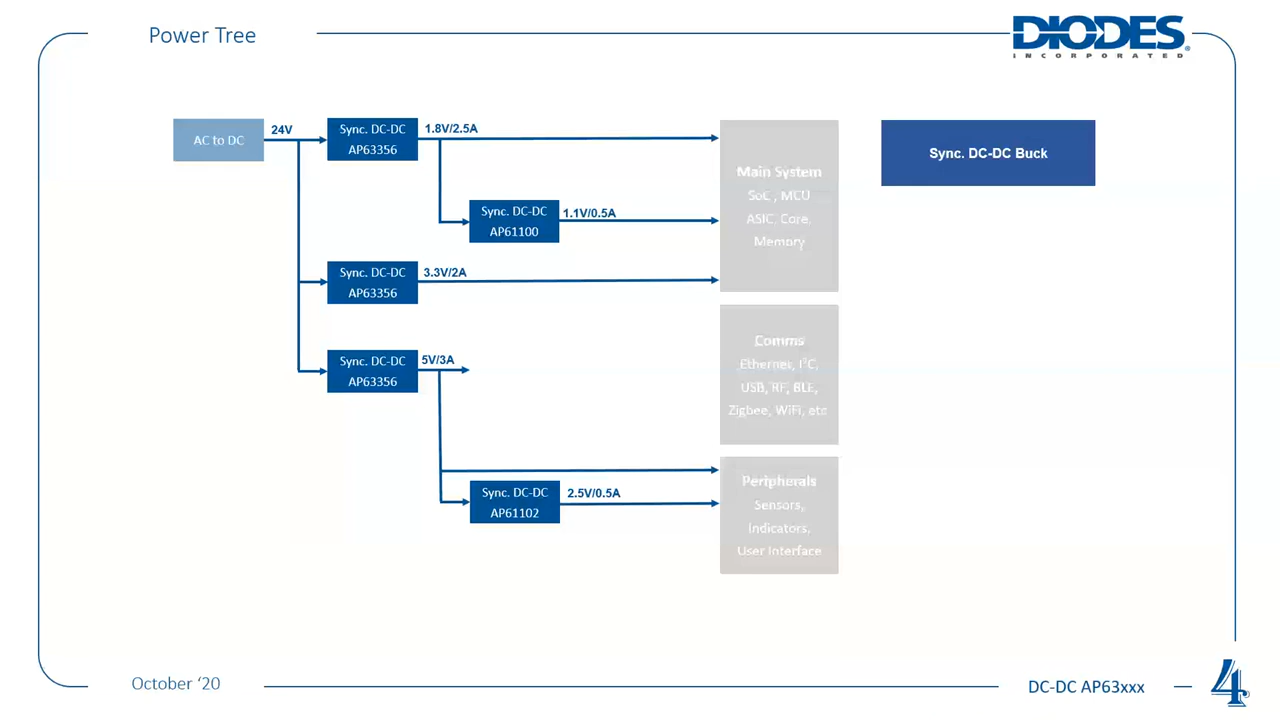 Power Tree
DIODES
INCORPORATED
AC to DC
24V
Sync. DC-DC
AP63356
1.8V/2.5A
Sync. DC-DC
AP61100
1.1V/0.5A
Sync. DC-DC
AP63356
3.3V/2A
Sync. DC-DC
AP63356
5V/3A
Sync. DC-DC
AP61102
2.5V/0.5A
Main System
SoC , MCU
ASIC, Core,
Memory
Comms
Ethernet, I²C,
USB, RF, BLE,
Zigbee, WiFi, etc
Peripherals
Sensors,
Indicators,
User Interface
Sync. DC-DC Buck
October ‘20
DC-DC AP63xxx
4